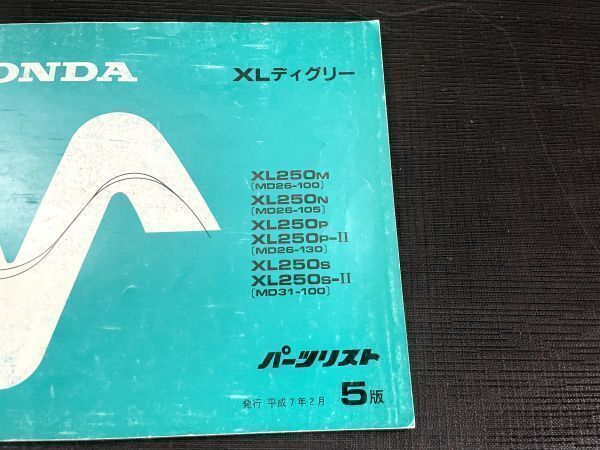 ONDA
XLディグリー
XL250M
(MD26-100)
XL250N
(MD26-105)
XL250P
XL250P-II
(MD26-130)
XL250S
XL250S-II
(MD31-100)
パーツリスト
発行 平成7年2月 5版